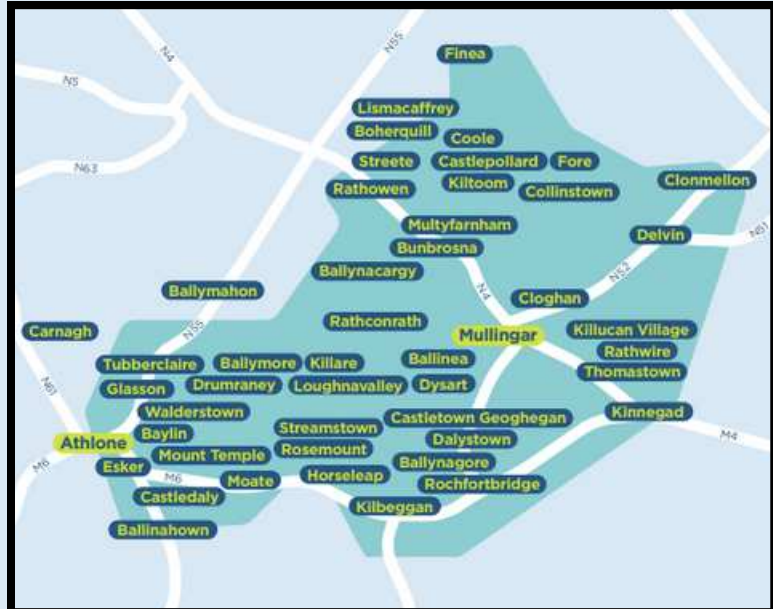 Finea
N4
N55
N5
Lismacaffrey
Boherquill
Coole
Streete
Castlepollard
Fore
N63
Rathowen
Kiltoom
Collinstown
Clonmellon
Multyfarnham
Bunbrosna
Delvin
N51
Ballynacargy
N52
Ballymahon
N4
Cloghan
Carnagh
N55
Rathconrath
Mullingar
Killucan Village
Rathwire
Thomastown
Tubberclaire
Ballymore
Killare
Ballinea
N61
Glasson
Drumraney
Loughnavalley
Dysart
Walderstown
Castletown Geoghegan
Kinnegad
Athlone
Baylin
Streamstown
Dalystown
M4
Mount Temple
Rosemount
M6
Esker
Ballynagore
M6
Moate
Horseleap
Rochfortbridge
Castledaly
Kilbeggan
Ballinahown